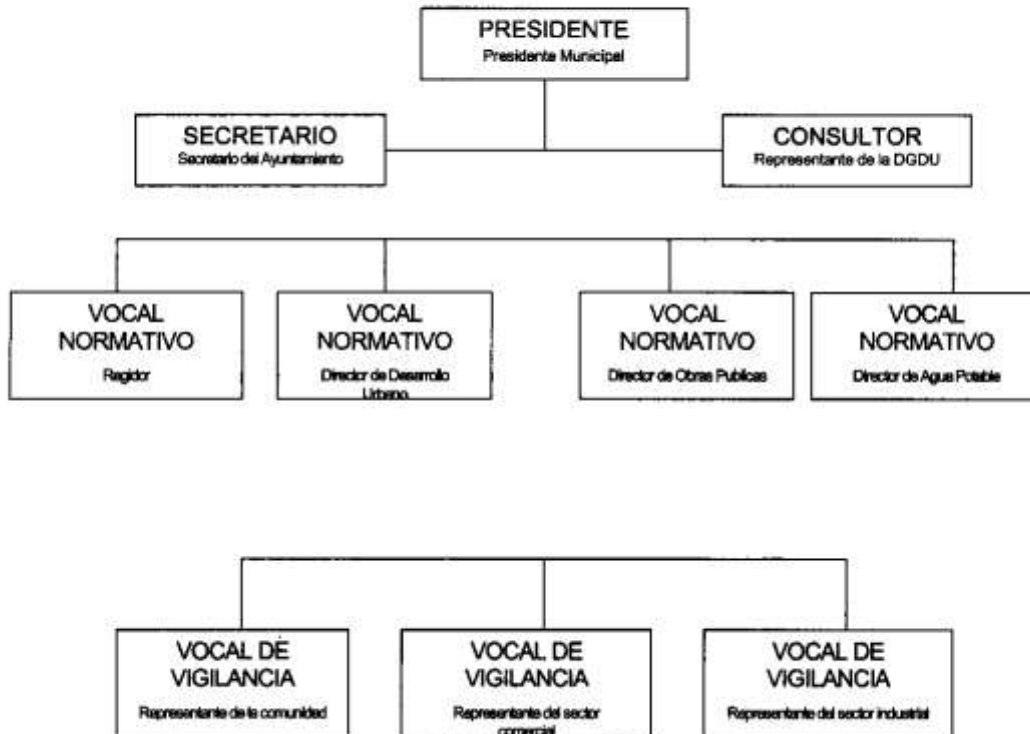 PRESIDENTE
Presidente Municipal
SECRETARIO
Secretario del Ayuntamiento
CONSULTOR
Representante de la DGDU
VOCAL
NORMATIVO
Regidor
VOCAL
NORMATIVO
Director de Desarrollo
Urbano
VOCAL
NORMATIVO
Director de Obras Publicas
VOCAL
NORMATIVO
Director de Agua Potable
VOCAL DE
VIGILANCIA
Representante de la comunidad
VOCAL DE
VIGILANCIA
Representante del sector
comercial
VOCAL DE
VIGILANCIA
Representante del sector industrial